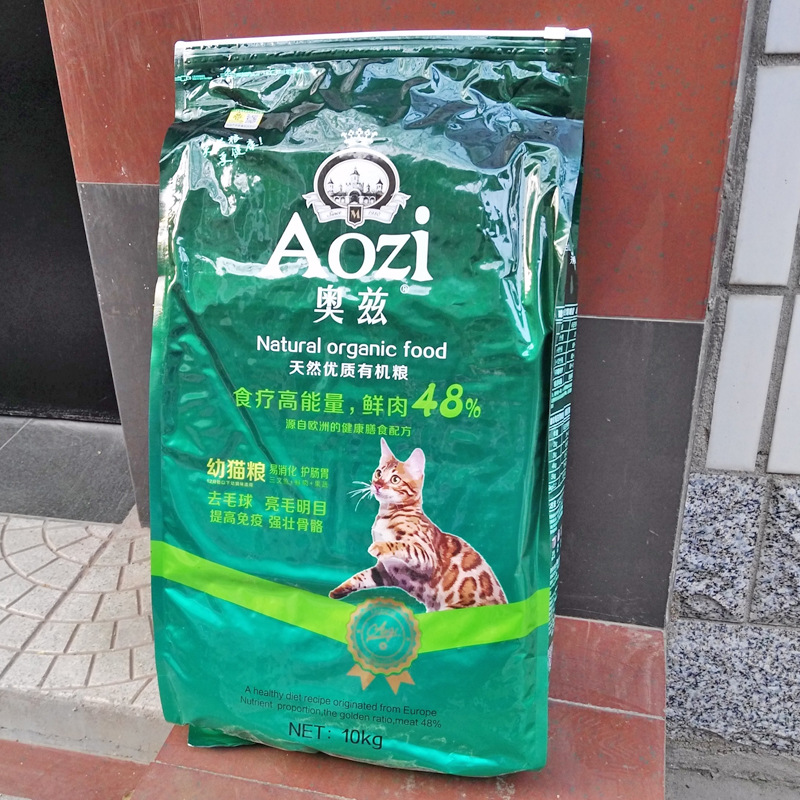 Aozi
奥兹
Natural organic food
天然优质有机粮
食疗高能量，鲜肉48%
源自欧洲的健康膳食配方
幼猫粮 易消化 护肠胃
去毛球 亮毛明目
提高免疫 强壮骨骼
A healthy diet recipe originated from Europe
Nutrient proportion,the golden ratio,meat 48%
NET: 10kg